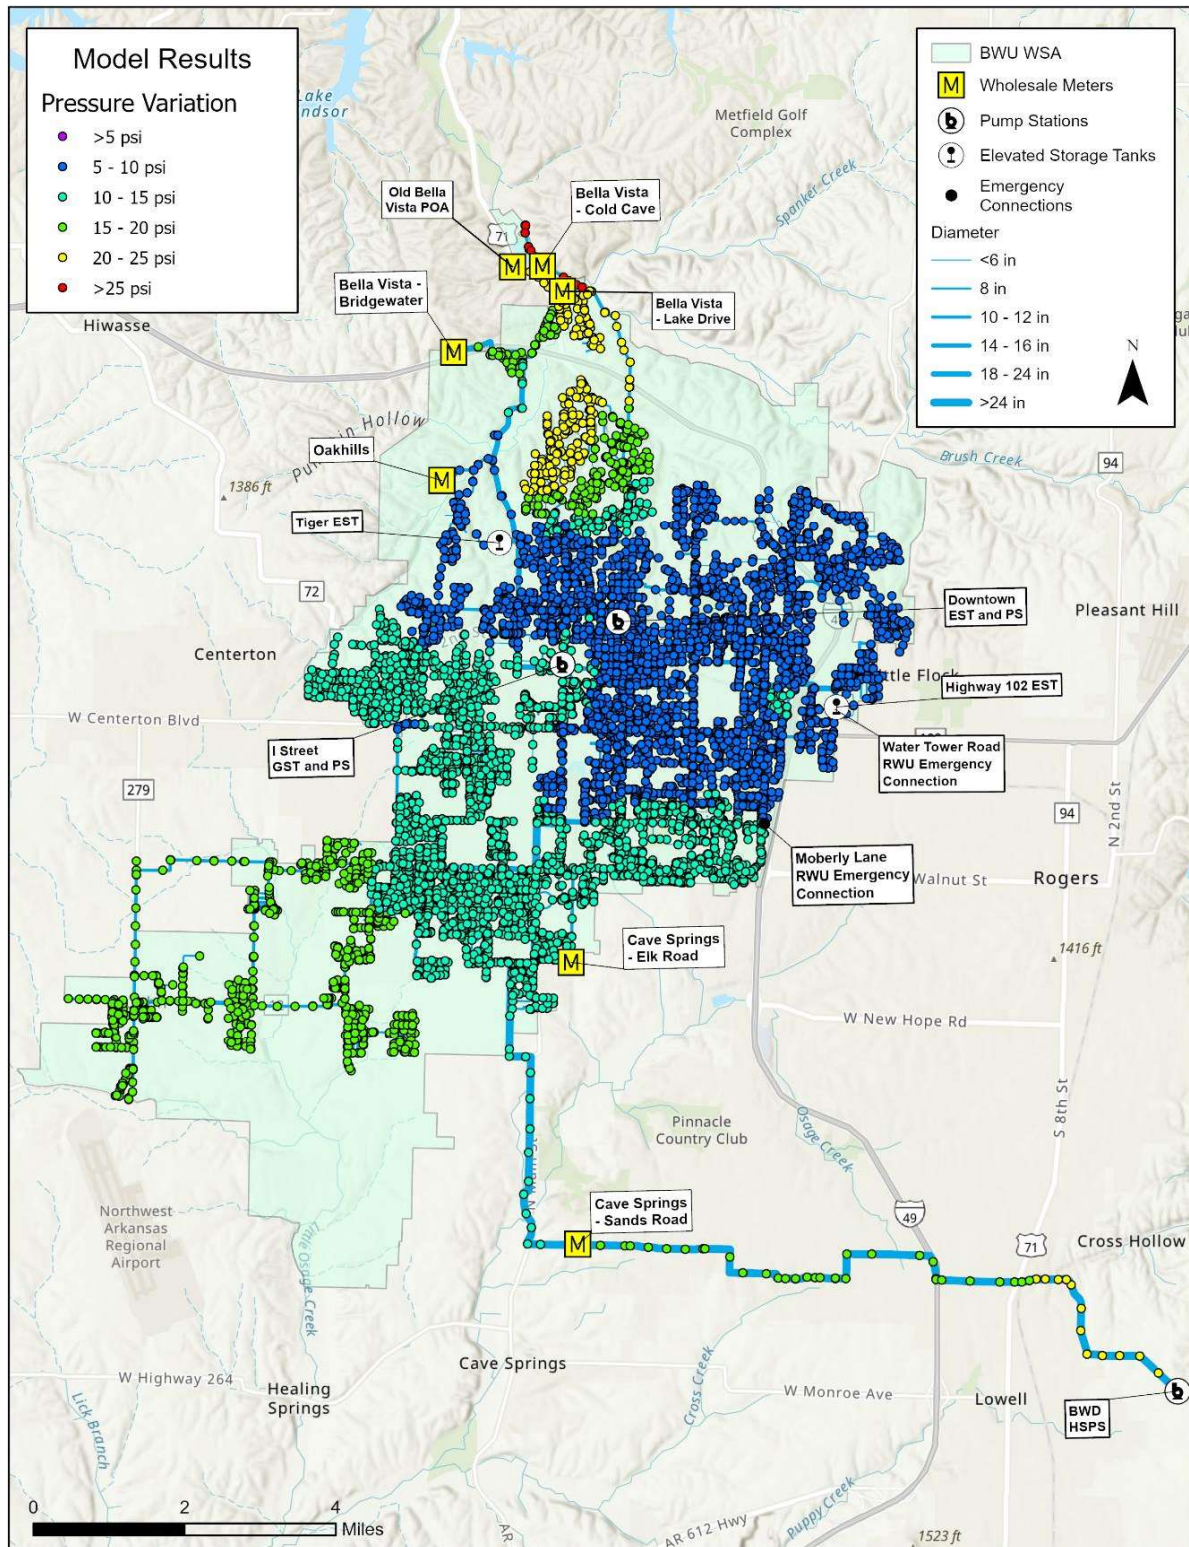 Model Results
Pressure Variation
>5 psi
5 - 10 psi
10 - 15 psi
15 - 20 psi
20 - 25 psi
>25 psi
BWU WSA
M
Wholesale Meters
Pump Stations
Elevated Storage Tanks
Emergency
Connections
Diameter
<6 in
8 in
10 - 12 in
14 - 16 in
18 - 24 in
>24 in
N
Lake
Metfield Golf
Complex
Spanker Creek
Old Bella
Vista POA
Bella Vista
- Cold Cave
71
M
M
M
Bella Vista -
Bridgewater
Bella Vista
- Lake Drive
Hiwasse
M
Hollow
Brush Creek
94
Oakhills
M
1386 ft
Tiger EST
72
Downtown
EST and PS
Pleasant Hill
Centerton
Highway 102 EST
W Centerton Blvd
I Street
GST and PS
Water Tower Road
RWU Emergency
Connection
279
94
N 2nd St
Moberly Lane
RWU Emergency
Connection
Walnut St
Rogers
Cave Springs
- Elk Road
M
1416 ft
W New Hope Rd
S 8th St
Pinnacle
Country Club
Osage Creek
Northwest
Arkansas
Regional
Airport
Little Osage Creek
Cave Springs
- Sands Road
M
49
71
Cross Hollow
Cave Springs
W Highway 264
Healing
Springs
Cross Creek
W Monroe Ave
Lowell
BWD
HSPS
Lick Branch
0
2
4
Miles
AR
AR 612 Hwy
Puppy Creek
1523 ft